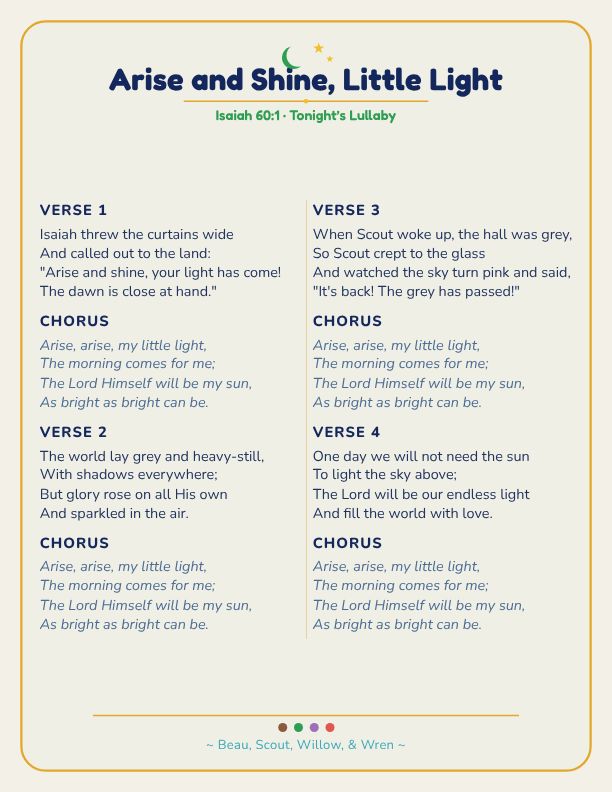 Arise and Shine, Little Light
Isaiah 60:1 · Tonight's Lullaby
VERSE 1
Isaiah threw the curtains wide
And called out to the land:
"Arise and shine, your light has come!
The dawn is close at hand."
CHORUS
Arise, arise, my little light,
The morning comes for me;
The Lord Himself will be my sun,
As bright as bright can be.
VERSE 2
The world lay grey and heavy-still,
With shadows everywhere;
But glory rose on all His own
And sparkled in the air.
CHORUS
Arise, arise, my little light,
The morning comes for me;
The Lord Himself will be my sun,
As bright as bright can be.
VERSE 3
When Scout woke up, the hall was grey,
So Scout crept to the glass
And watched the sky turn pink and said,
"It's back! The grey has passed!"
CHORUS
Arise, arise, my little light,
The morning comes for me;
The Lord Himself will be my sun,
As bright as bright can be.
VERSE 4
One day we will not need the sun
To light the sky above;
The Lord will be our endless light
And fill the world with love.
CHORUS
Arise, arise, my little light,
The morning comes for me;
The Lord Himself will be my sun,
As bright as bright can be.
~ Beau, Scout, Willow, & Wren ~